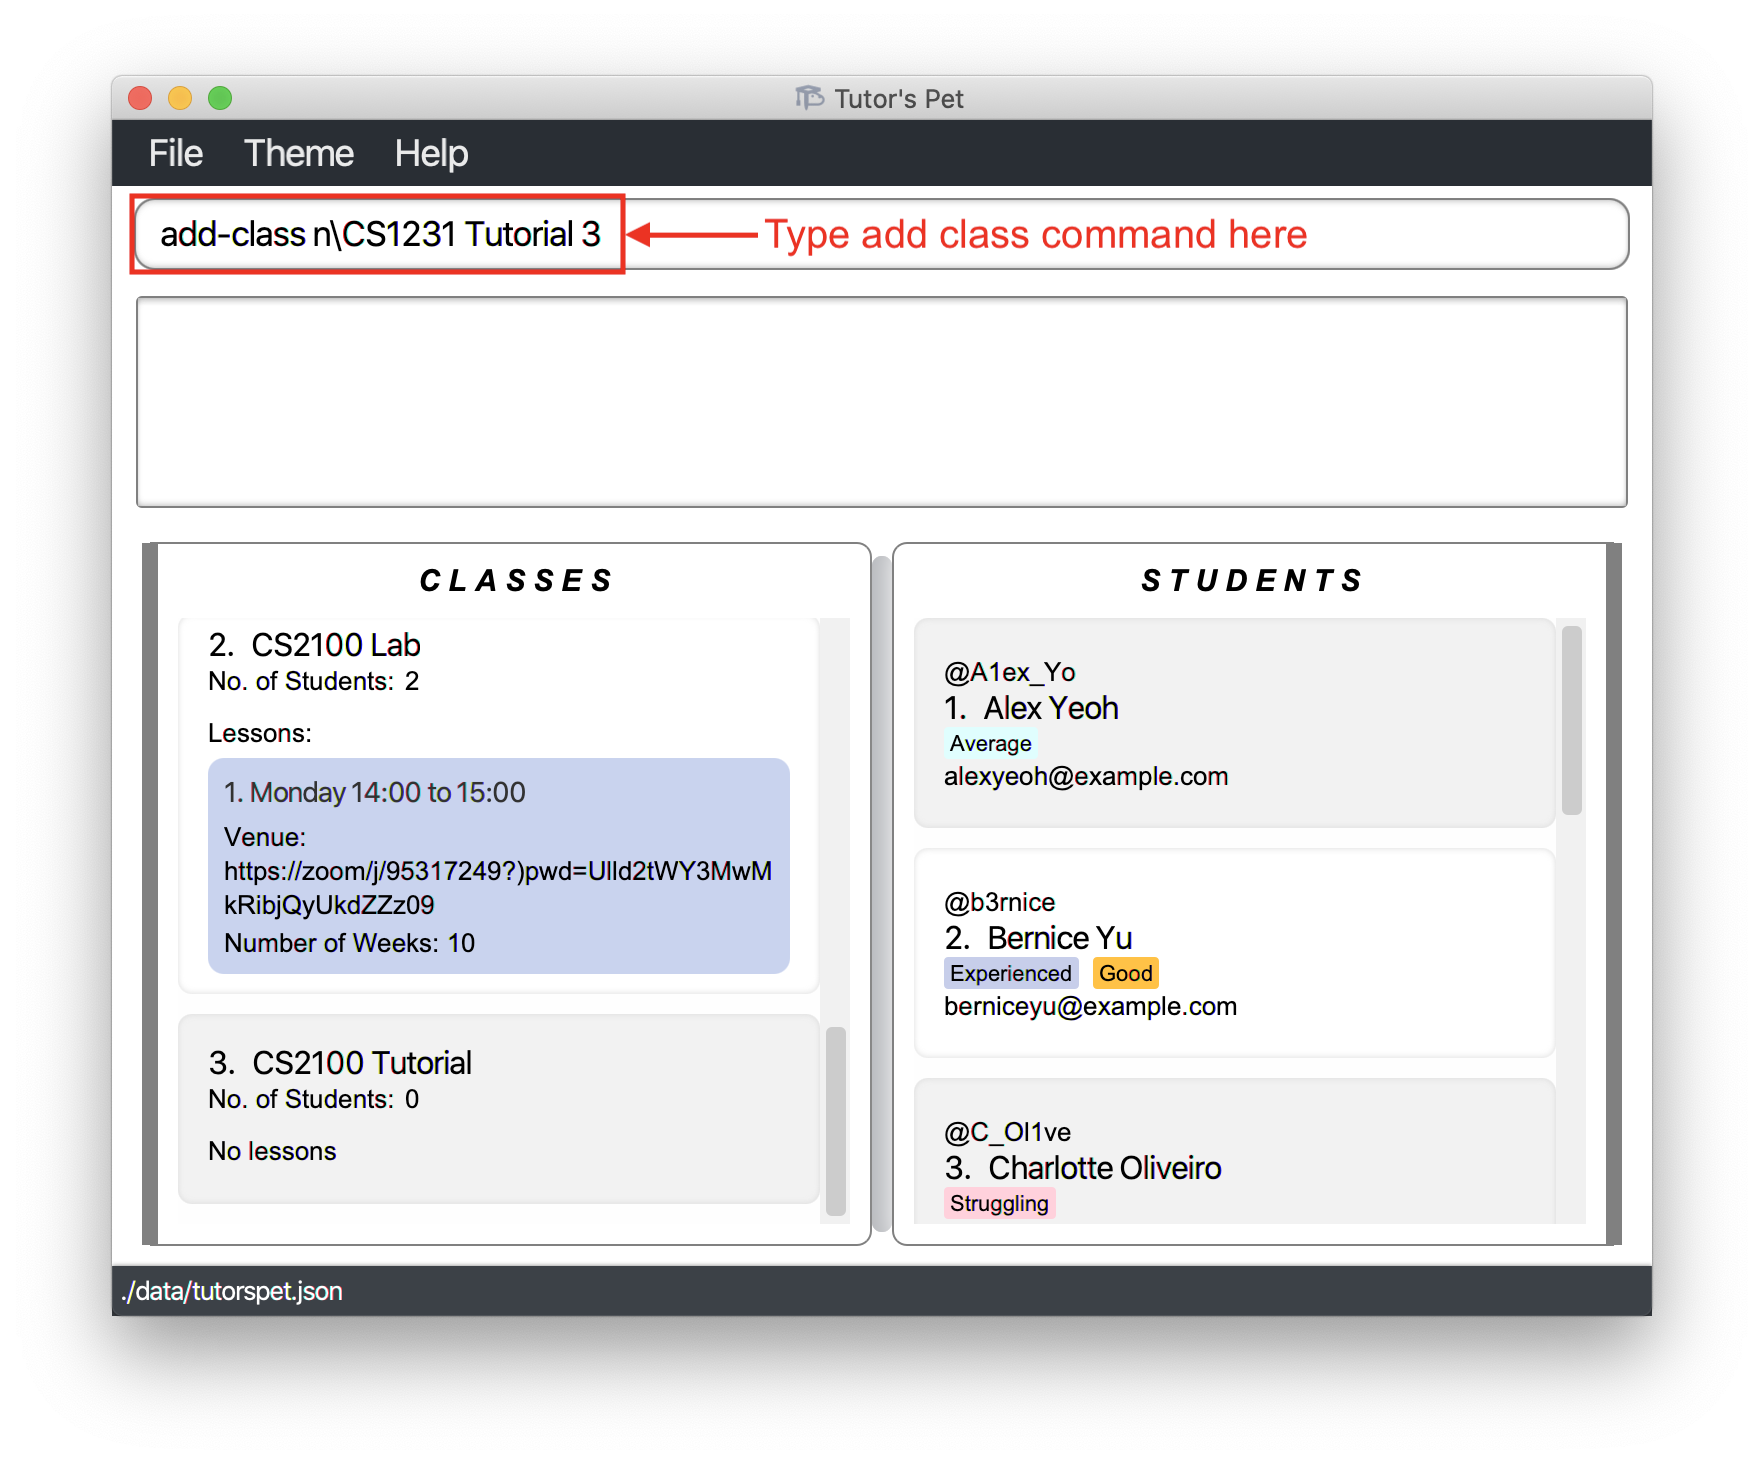 Tutor's Pet
File Theme Help
add-class n\CS1231 Tutorial 3
Type add class command here
CLASSES
2. CS2100 Lab
No. of Students: 2
Lessons:
1. Monday 14:00 to 15:00
Venue:
https://zoom/j/95317249?)pwd=Ulld2tWY3MwM
kRibjQyUkdZZz09
Number of Weeks: 10
3. CS2100 Tutorial
No. of Students: 0
No lessons
STUDENTS
@A1ex_Yo
1. Alex Yeoh
Average
alexyeoh@example.com
@b3rnice
2. Bernice Yu
Experienced Good
berniceyu@example.com
@C_Ol1ve
3. Charlotte Oliveiro
Struggling
./data/tutorspet.json